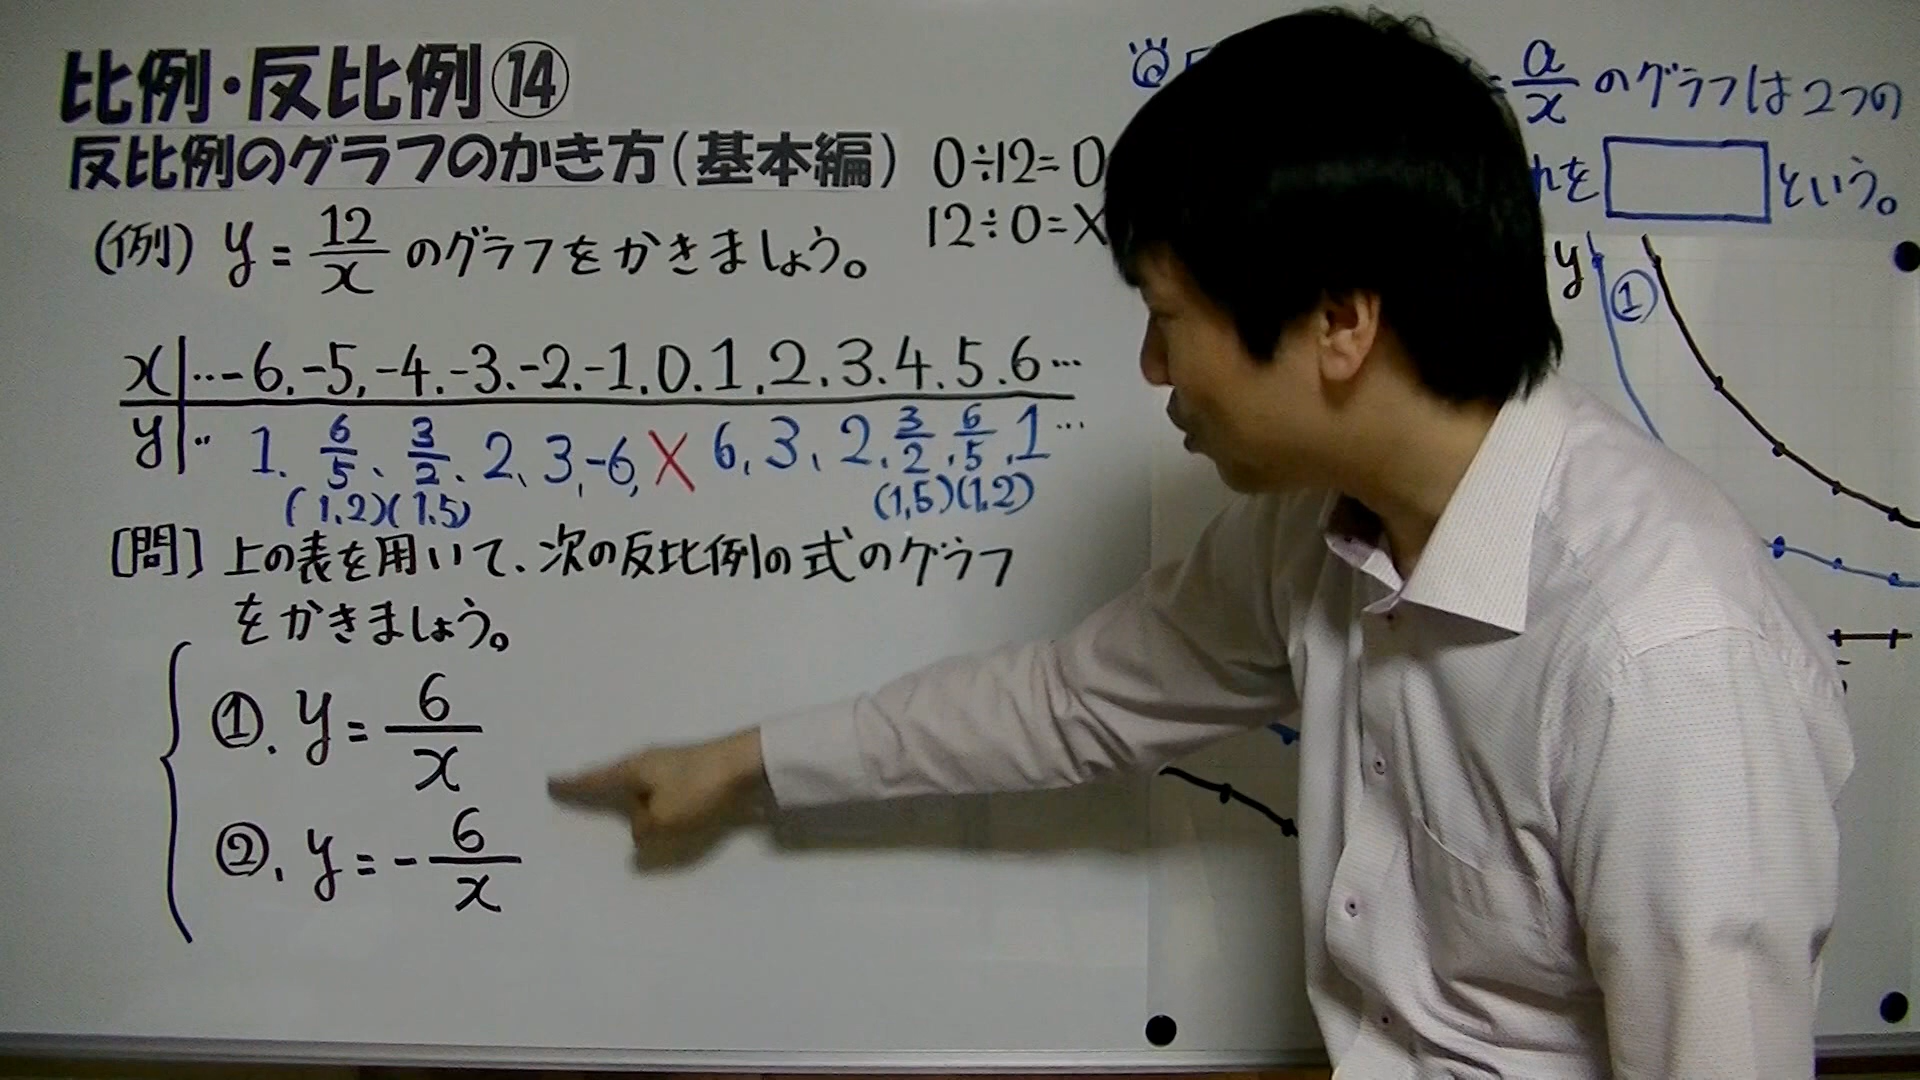 比例・反比例⑭
反比例のグラフのかき方(基本編)
0÷12=0
12÷0=X
(例) y = 12/x のグラフをかきましょう。
x | … -6. -5, -4. -3. -2. -1. 0. 1. 2. 3. 4. 5. 6 …
y | ‥ 1. 6/5、 3/2、 2、 3, -6, X 6, 3、 2. 3/2 . 6/5 . 1 …
(1.2)(1.5) (1,5)(1,2)
[問] 上の表を用いて、次の反比例の式のグラフ
をかきましょう。
①. y = 6/x
②. y = - 6/x
= a/x のグラフは2つの
れを □ という。
y ①